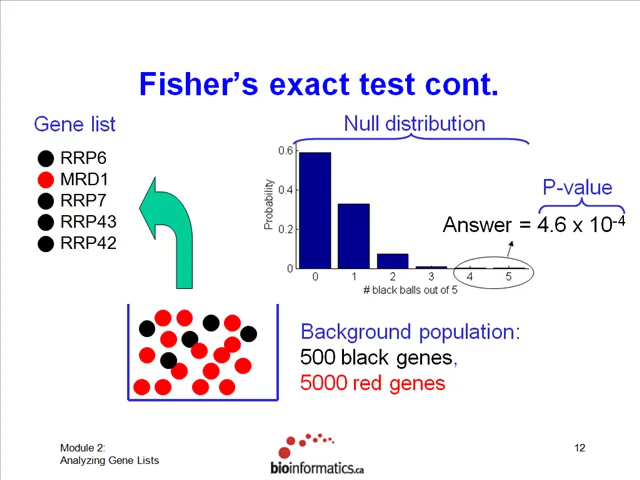 Fisher's exact test cont.
Gene list
RRP6
MRD1
RRP7
RRP43
RRP42
Null distribution
0.6
0.4
0.2
0
Probability
0 1 2 3 4 5
# black balls out of 5
P-value
Answer = 4.6 x 10-4
Background population:
500 black genes,
5000 red genes
Module 2:
Analyzing Gene Lists
bioinformatics.ca
12